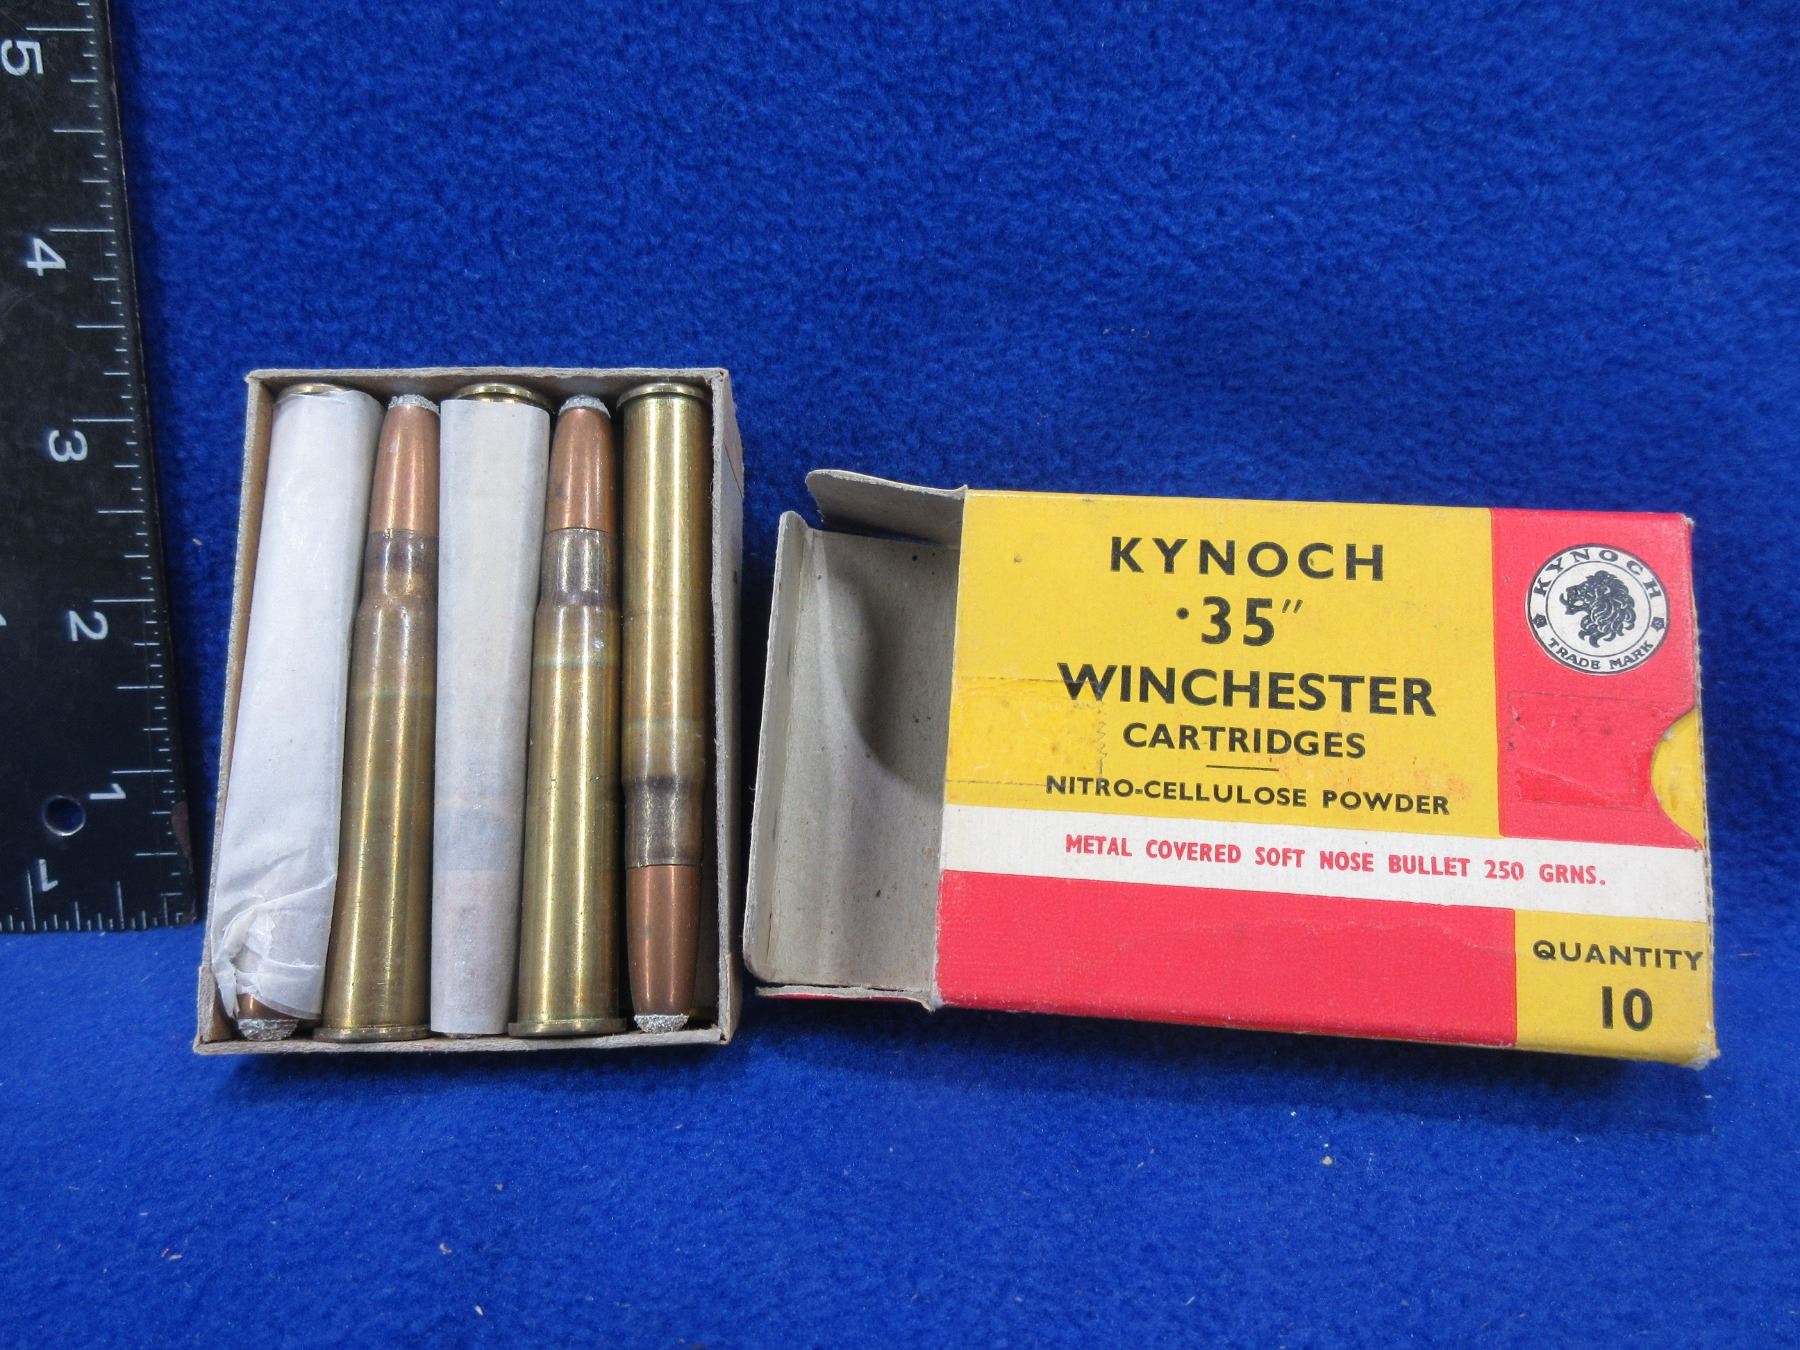 5
4
3
2
1
1
KYNOCH
·35″
WINCHESTER
CARTRIDGES
NITRO-CELLULOSE POWDER
METAL COVERED SOFT NOSE BULLET 250 GRNS.
KYNOCH
TRADE MARK
QUANTITY
10